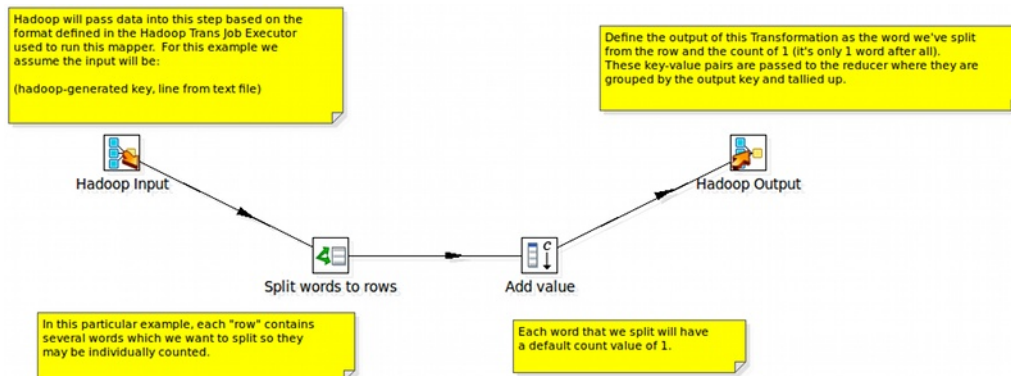 Hadoop will pass data into this step based on the
format defined in the Hadoop Trans Job Executor
used to run this mapper. For this example we
assume the input will be:
(hadoop-generated key, line from text file)
Define the output of this Transformation as the word we've split
from the row and the count of 1 (it's only 1 word after all).
These key-value pairs are passed to the reducer where they are
grouped by the output key and tallied up.
Hadoop Input
Hadoop Output
C
Split words to rows
Add value
In this particular example, each "row" contains
several words which we want to split so they
may be individually counted.
Each word that we split will have
a default count value of 1.